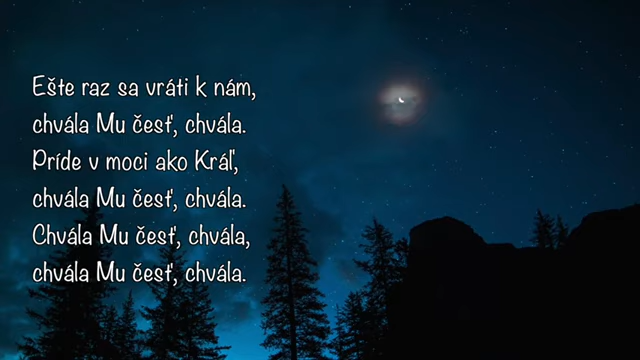 Ešte raz sa vráti k nám,
chvála Mu česť, chvála.
Príde v moci ako Kráľ,
chvála Mu česť, chvála.
Chvála Mu česť, chvála,
chvála Mu česť, chvála.